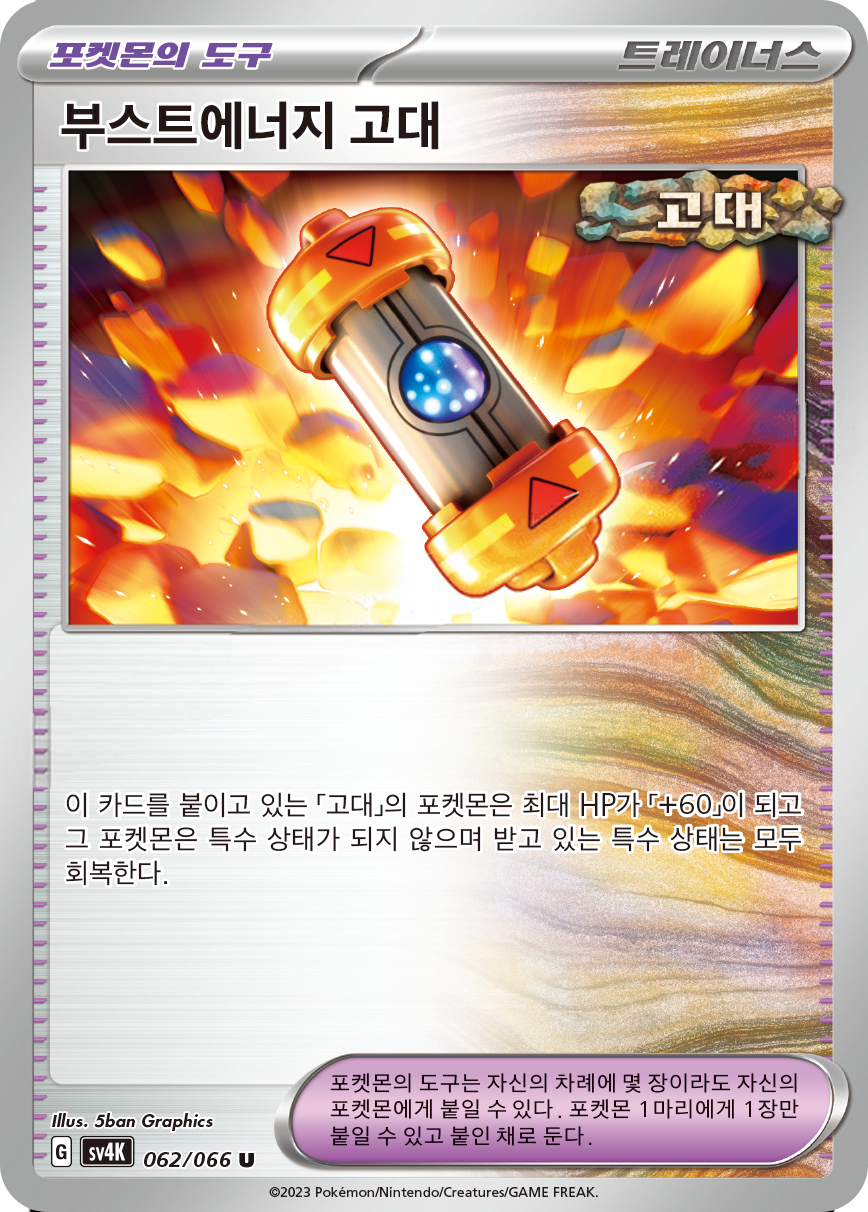 포켓몬의 도구
트레이너스
부스트에너지 고대
고대
이 카드를 붙이고 있는 「고대」의 포켓몬은 최대 HP가 「+60」이 되고
그 포켓몬은 특수 상태가 되지 않으며 받고 있는 특수 상태는 모두
회복한다.
포켓몬의 도구는 자신의 차례에 몇 장이라도 자신의
포켓몬에게 붙일 수 있다. 포켓몬 1마리에게 1장만
붙일 수 있고 붙인 채로 둔다.
Illus. 5ban Graphics
G sv4K 062/066 U
©2023 Pokémon/Nintendo/Creatures/GAME FREAK.